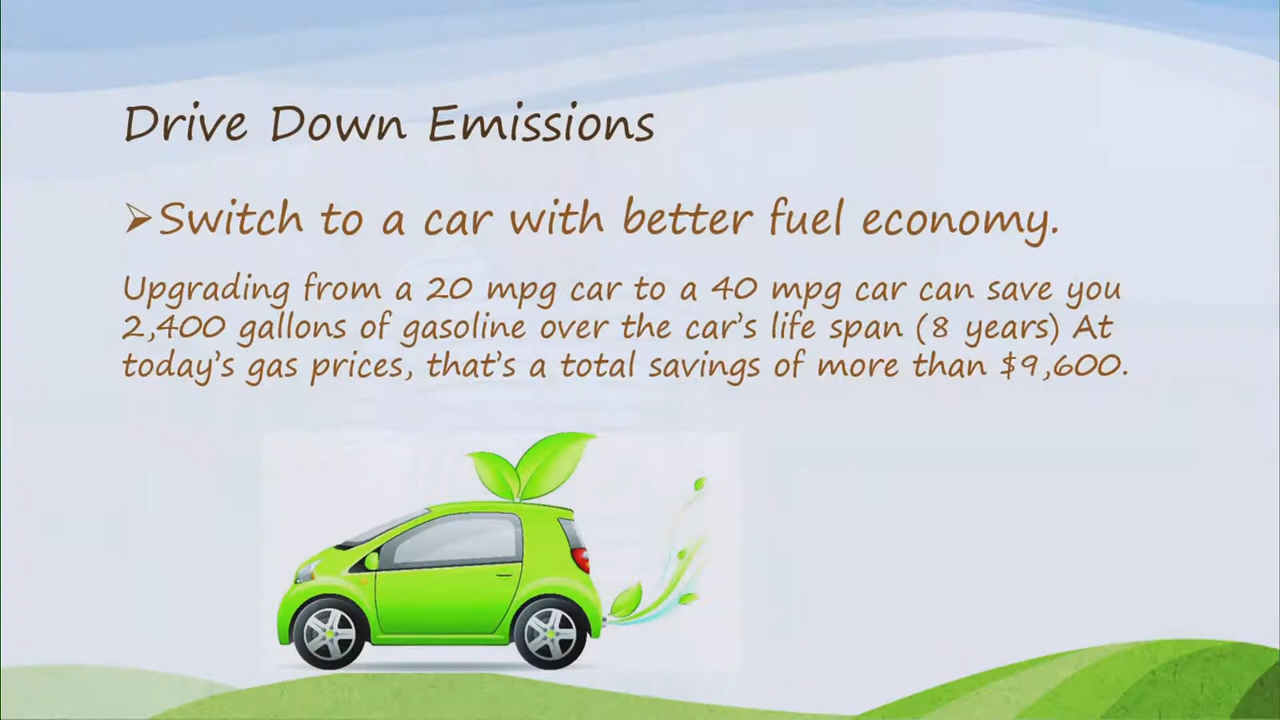 Drive Down Emissions
➢Switch to a car with better fuel economy.
Upgrading from a 20 mpg car to a 40 mpg car can save you
2,400 gallons of gasoline over the car's life span (8 years) At
today's gas prices, that's a total savings of more than $9,600.